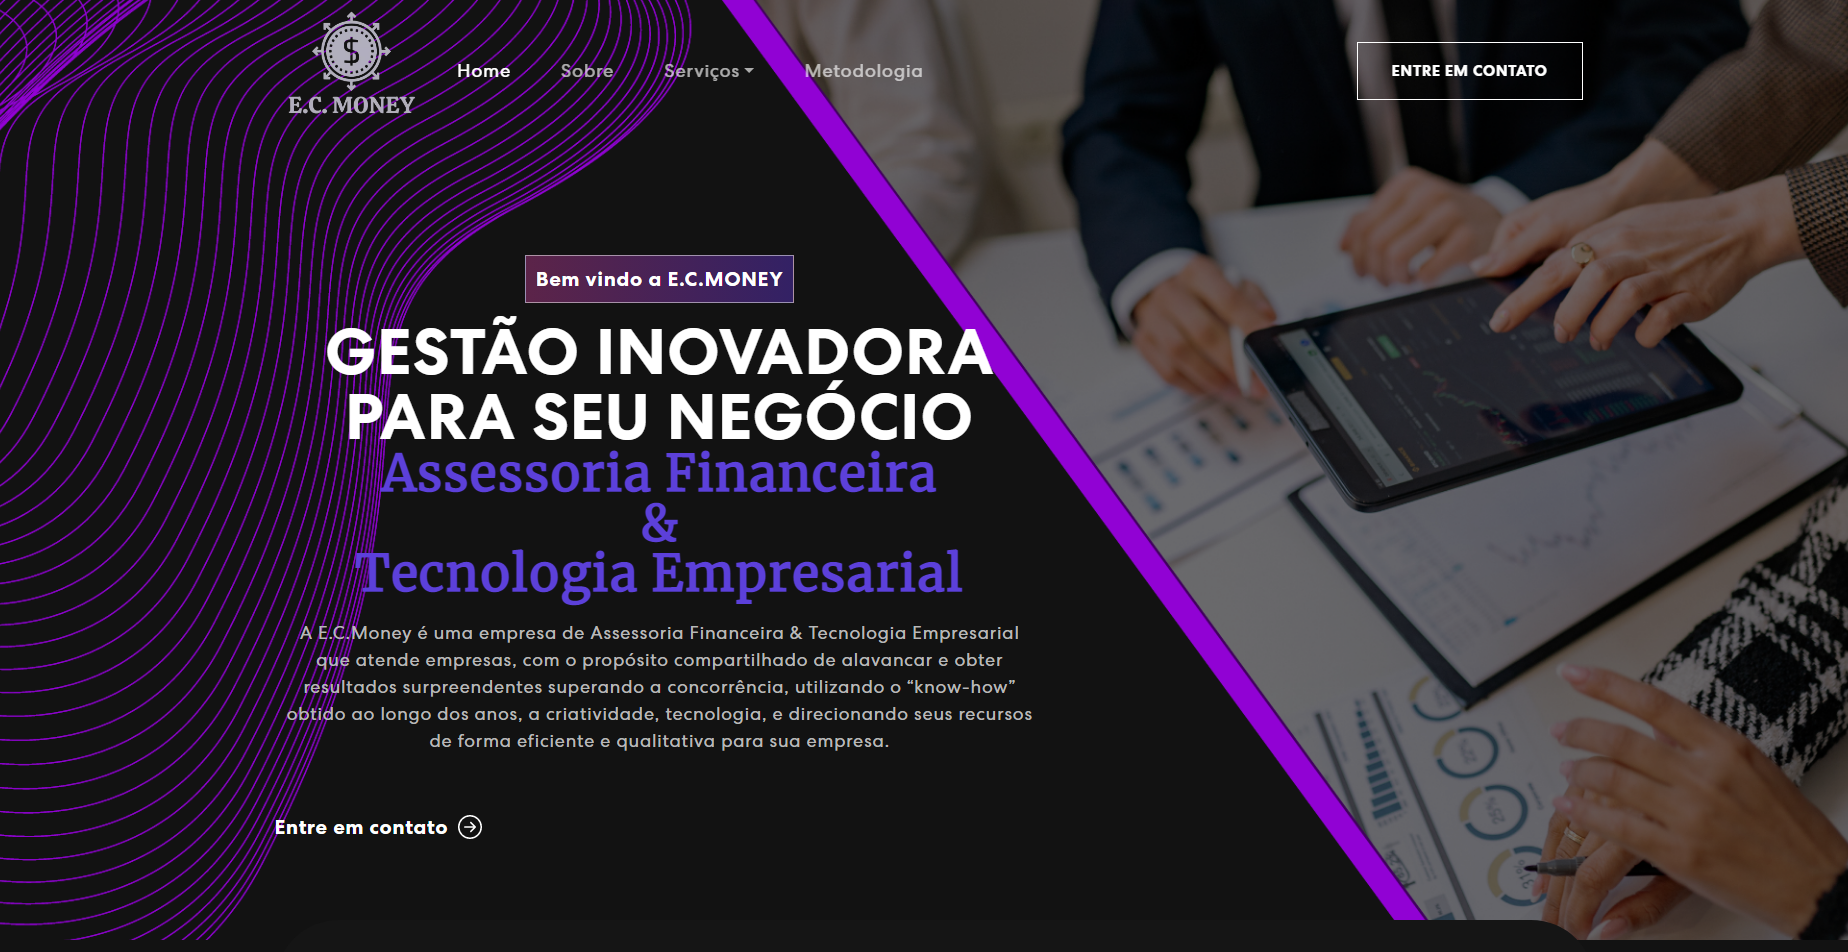 $
E.C. MONEY
Home
Sobre
Serviços
Metodologia
ENTRE EM CONTATO
Bem vindo a E.C.MONEY
GESTÃO INOVADORA
PARA SEU NEGÓCIO
Assessoria Financeira
&
Tecnologia Empresarial
A E.C.Money é uma empresa de Assessoria Financeira & Tecnologia Empresarial
que atende empresas, com o propósito compartilhado de alavancar e obter
resultados surpreendentes superando a concorrência, utilizando o “know-how”
obtido ao longo dos anos, a criatividade, tecnologia, e direcionando seus recursos
de forma eficiente e qualitativa para sua empresa.
Entre em contato
22%
25%
31%